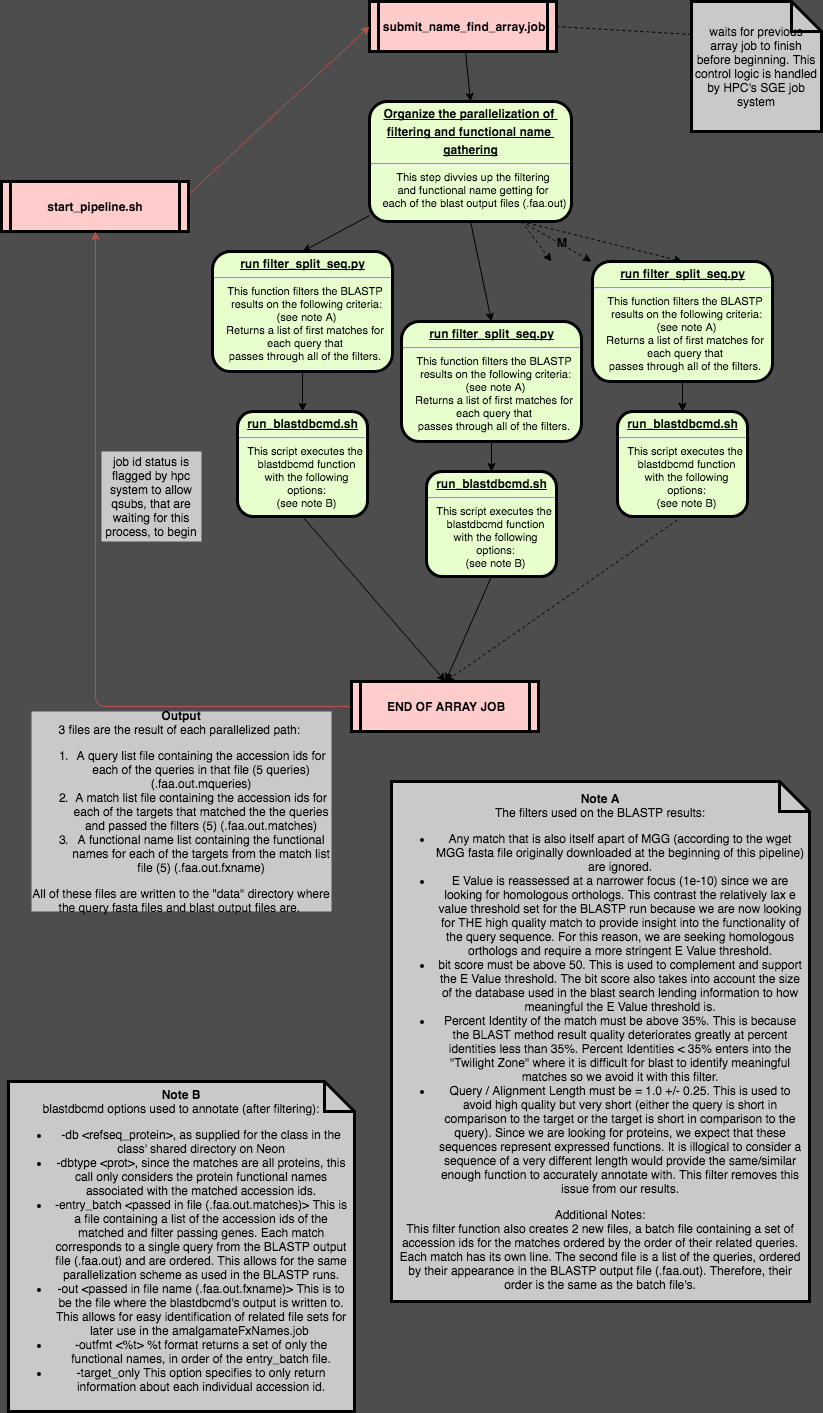 submit_name_find_array.job
waits for previous
array job to finish
before beginning. This
control logic is handled
by HPC's SGE job
system
Organize the parallelization of
filtering and functional name
gathering
This step divvies up the filtering
and functional name getting for
each of the blast output files (.faa.out)
start_pipeline.sh
M
run filter_split_seq.py
This function filters the BLASTP
results on the following criteria:
(see note A)
Returns a list of first matches for
each query that
passes through all of the filters.
run filter_split_seq.py
This function filters the BLASTP
results on the following criteria:
(see note A)
Returns a list of first matches for
each query that
passes through all of the filters.
run filter_split_seq.py
This function filters the BLASTP
results on the following criteria:
(see note A)
Returns a list of first matches for
each query that
passes through all of the filters.
run_blastdbcmd.sh
This script executes the
blastdbcmd function
with the following
options:
(see note B)
run_blastdbcmd.sh
This script executes the
blastdbcmd function
with the following
options:
(see note B)
run_blastdbcmd.sh
This script executes the
blastdbcmd function
with the following
options:
(see note B)
job id status is
flagged by hpc
system to allow
qsubs, that are
waiting for this
process, to begin
END OF ARRAY JOB
Output
3 files are the result of each parallelized path:
1. A query list file containing the accession ids for
each of the queries in that file (5 queries)
(.faa.out.mqueries)
2. A match list file containing the accession ids for
each of the targets that matched the the queries
and passed the filters (5) (.faa.out.matches)
3. A functional name list containing the functional
names for each of the targets from the match list
file (5) (.faa.out.fxname)
All of these files are written to the "data" directory where
the query fasta files and blast output files are.
Note A
The filters used on the BLASTP results:
• Any match that is also itself apart of MGG (according to the wget
MGG fasta file originally downloaded at the beginning of this pipeline)
are ignored.
• E Value is reassessed at a narrower focus (1e-10) since we are
looking for homologous orthologs. This contrast the relatively lax e
value threshold set for the BLASTP run because we are now looking
for THE high quality match to provide insight into the functionality of
the query sequence. For this reason, we are seeking homologous
orthologs and require a more stringent E Value threshold.
• bit score must be above 50. This is used to complement and support
the E Value threshold. The bit score also takes into account the size
of the database used in the blast search lending information to how
meaningful the E Value threshold is.
• Percent Identity of the match must be above 35%. This is because
the BLAST method result quality deteriorates greatly at percent
identities less than 35%. Percent Identities < 35% enters into the
"Twilight Zone" where it is difficult for blast to identify meaningful
matches so we avoid it with this filter.
• Query / Alignment Length must be = 1.0 +/- 0.25. This is used to
avoid high quality but very short (either the query is short in
comparison to the target or the target is short in comparison to the
query). Since we are looking for proteins, we expect that these
sequences represent expressed functions. It is illogical to consider a
sequence of a very different length would provide the same/similar
enough function to accurately annotate with. This filter removes this
issue from our results.
Additional Notes:
This filter function also creates 2 new files, a batch file containing a set of
accession ids for the matches ordered by the order of their related queries.
Each match has its own line. The second file is a list of the queries, ordered
by their appearance in the BLASTP output file (.faa.out). Therefore, their
order is the same as the batch file's.
Note B
blastdbcmd options used to annotate (after filtering):
• -db <refseq_protein>, as supplied for the class in the
class' shared directory on Neon
• -dbtype <prot>, since the matches are all proteins, this
call only considers the protein functional names
associated with the matched accession ids.
• -entry_batch <passed in file (.faa.out.matches)> This is
a file containing a list of the accession ids of the
matched and filter passing genes. Each match
corresponds to a single query from the BLASTP output
file (.faa.out) and are ordered. This allows for the same
parallelization scheme as used in the BLASTP runs.
• -out <passed in file name (.faa.out.fxname)> This is to
be the file where the blastdbcmd's output is written to.
This allows for easy identification of related file sets for
later use in the amalgamateFxNames.job
• -outfmt <%t> %t format returns a set of only the
functional names, in order of the entry_batch file.
• -target_only This option specifies to only return
information about each individual accession id.